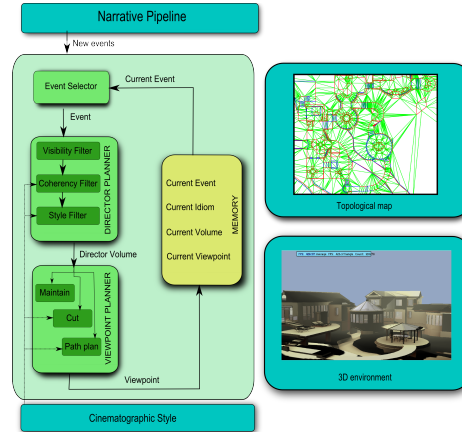 Narrative Pipeline
New events
Current Event
Event Selector
Event
Visibility Filter
Coherency Filter
Style Filter
DIRECTOR PLANNER
Director Volume
Maintain
Cut
Path plan
VIEWPOINT PLANNER
Viewpoint
Current Event
Current Idiom
Current Volume
Current Viewpoint
MEMORY
Cinematographic Style
Topological map
3D environment